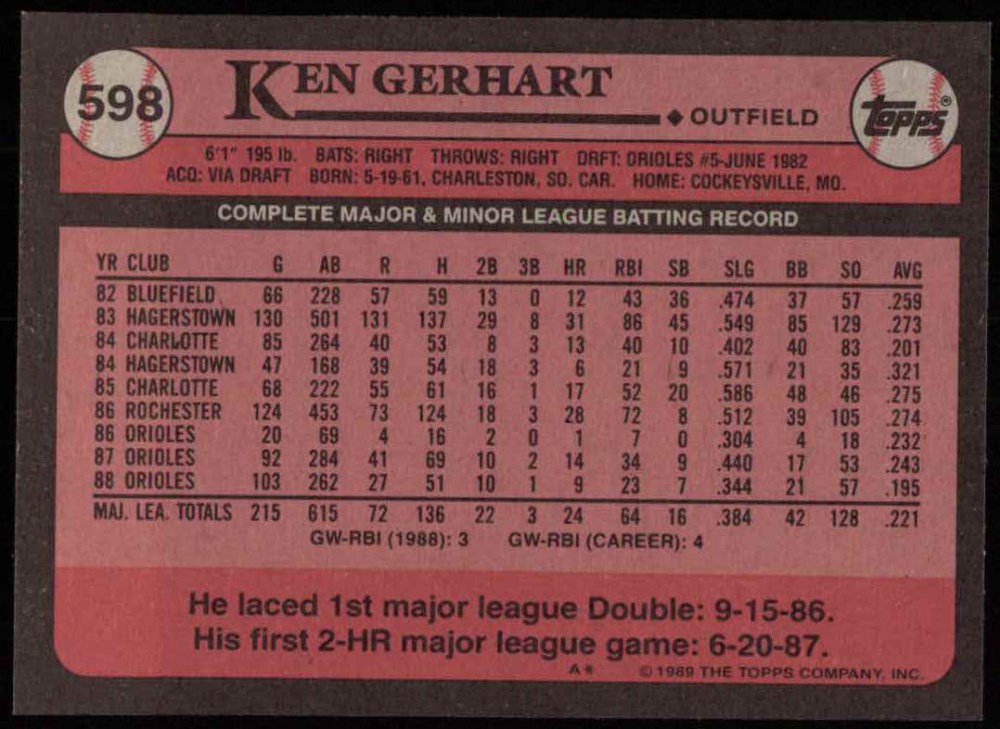 598
KEN GERHART
◆ OUTFIELD
TOPPS®
6'1" 195 lb. BATS: RIGHT THROWS: RIGHT DRFT: ORIOLES #5-JUNE 1982
ACQ: VIA DRAFT BORN: 5-19-61, CHARLESTON, SO. CAR. HOME: COCKEYSVILLE, MO.
COMPLETE MAJOR & MINOR LEAGUE BATTING RECORD
YR CLUB G AB R H 2B 3B HR RBI SB SLG BB SO AVG
82 BLUEFIELD 66 228 57 59 13 0 12 43 36 .474 37 57 .259
83 HAGERSTOWN 130 501 131 137 29 8 31 86 45 .549 85 129 .273
84 CHARLOTTE 85 264 40 53 8 3 13 40 10 .402 40 83 .201
84 HAGERSTOWN 47 168 39 54 18 3 6 21 9 .571 21 35 .321
85 CHARLOTTE 68 222 55 61 16 1 17 52 20 .586 48 46 .275
86 ROCHESTER 124 453 73 124 18 3 28 72 8 .512 39 105 .274
86 ORIOLES 20 69 4 16 2 0 1 7 0 .304 4 18 .232
87 ORIOLES 92 284 41 69 10 2 14 34 9 .440 17 53 .243
88 ORIOLES 103 262 27 51 10 1 9 23 7 .344 21 57 .195
MAJ. LEA. TOTALS 215 615 72 136 22 3 24 64 16 .384 42 128 .221
GW-RBI (1988): 3 GW-RBI (CAREER): 4
He laced 1st major league Double: 9-15-86.
His first 2-HR major league game: 6-20-87.
A* © 1989 THE TOPPS COMPANY, INC.